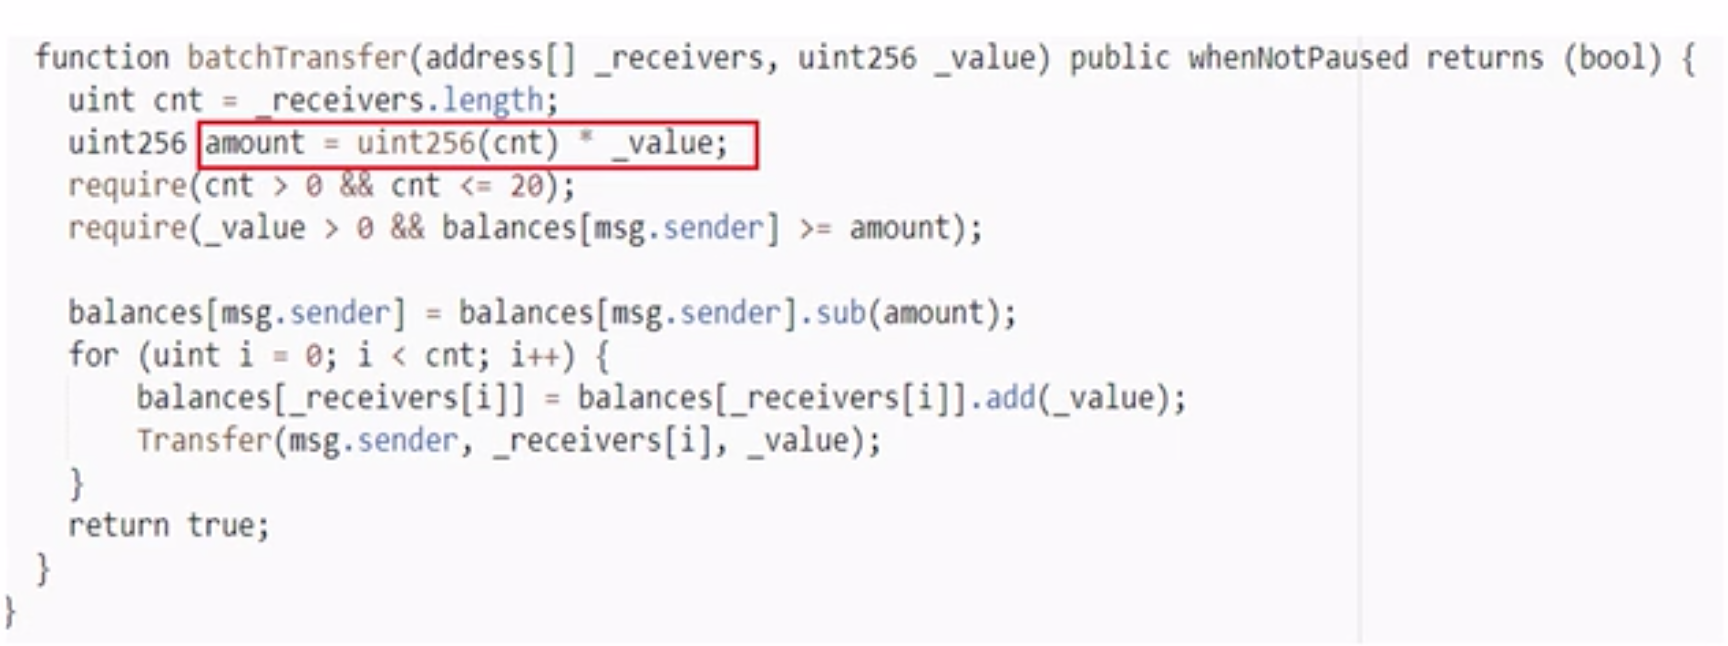 function batchTransfer(address[] _receivers, uint256 _value) public whenNotPaused returns (bool) {
uint cnt = _receivers.length;
uint256 amount = uint256(cnt) * _value;
require(cnt > 0 && cnt <= 20);
require(_value > 0 && balances[msg.sender] >= amount);
balances[msg.sender] = balances[msg.sender].sub(amount);
for (uint i = 0; i < cnt; i++) {
balances[_receivers[i]] = balances[_receivers[i]].add(_value);
Transfer(msg.sender, _receivers[i], _value);
}
return true;
}
}